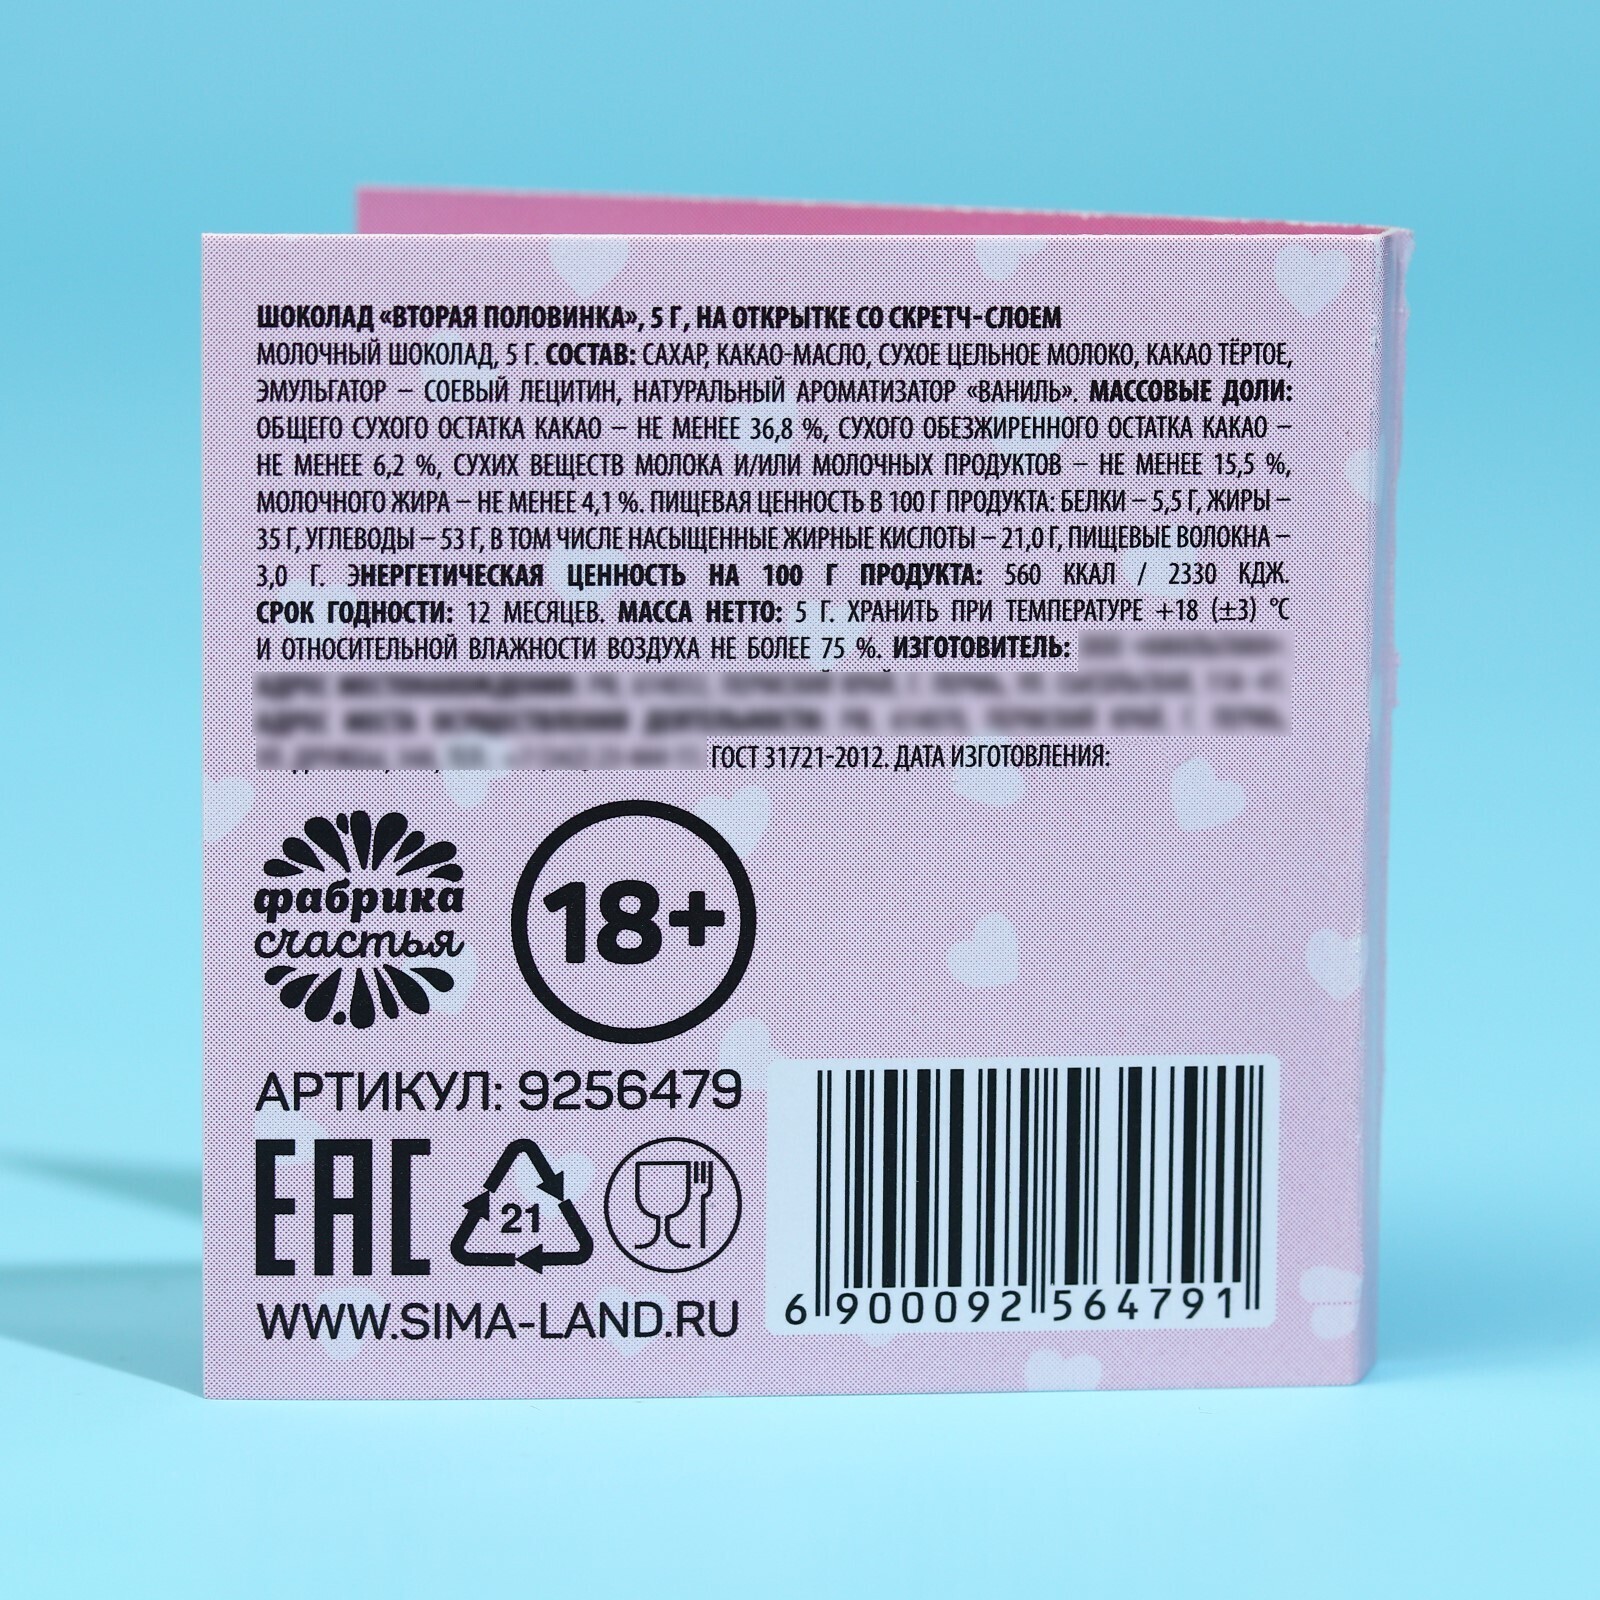 ШОКОЛАД «ВТОРАЯ ПОЛОВИНКА», 5 Г, НА ОТКРЫТКЕ СО СКРЕТЧ-СЛОЕМ
МОЛОЧНЫЙ ШОКОЛАД, 5 Г. СОСТАВ: САХАР, КАКАО-МАСЛО, СУХОЕ ЦЕЛЬНОЕ МОЛОКО, КАКАО ТЁРТОЕ,
ЭМУЛЬГАТОР – СОЕВЫЙ ЛЕЦИТИН, НАТУРАЛЬНЫЙ АРОМАТИЗАТОР «ВАНИЛЬ». МАССОВЫЕ ДОЛИ:
ОБЩЕГО СУХОГО ОСТАТКА КАКАО – НЕ МЕНЕЕ 36,8 %, СУХОГО ОБЕЗЖИРЕННОГО ОСТАТКА КАКАО –
НЕ МЕНЕЕ 6,2 %, СУХИХ ВЕЩЕСТВ МОЛОКА И/ИЛИ МОЛОЧНЫХ ПРОДУКТОВ – НЕ МЕНЕЕ 15,5 %,
МОЛОЧНОГО ЖИРА – НЕ МЕНЕЕ 4,1 %. ПИЩЕВАЯ ЦЕННОСТЬ В 100 Г ПРОДУКТА: БЕЛКИ – 5,5 Г, ЖИРЫ –
35 Г, УГЛЕВОДЫ – 53 Г, В ТОМ ЧИСЛЕ НАСЫЩЕННЫЕ ЖИРНЫЕ КИСЛОТЫ – 21,0 Г, ПИЩЕВЫЕ ВОЛОКНА –
3,0 Г. ЭНЕРГЕТИЧЕСКАЯ ЦЕННОСТЬ НА 100 Г ПРОДУКТА: 560 ККАЛ / 2330 КДЖ.
СРОК ГОДНОСТИ: 12 МЕСЯЦЕВ. МАССА НЕТТО: 5 Г. ХРАНИТЬ ПРИ ТЕМПЕРАТУРЕ +18 (±3) °С
И ОТНОСИТЕЛЬНОЙ ВЛАЖНОСТИ ВОЗДУХА НЕ БОЛЕЕ 75 %. ИЗГОТОВИТЕЛЬ:
ГОСТ 31721-2012. ДАТА ИЗГОТОВЛЕНИЯ:
фабрика
счастья
18+
АРТИКУЛ: 9256479
ЕАС
21
WWW.SIMA-LAND.RU
6 900092 564791